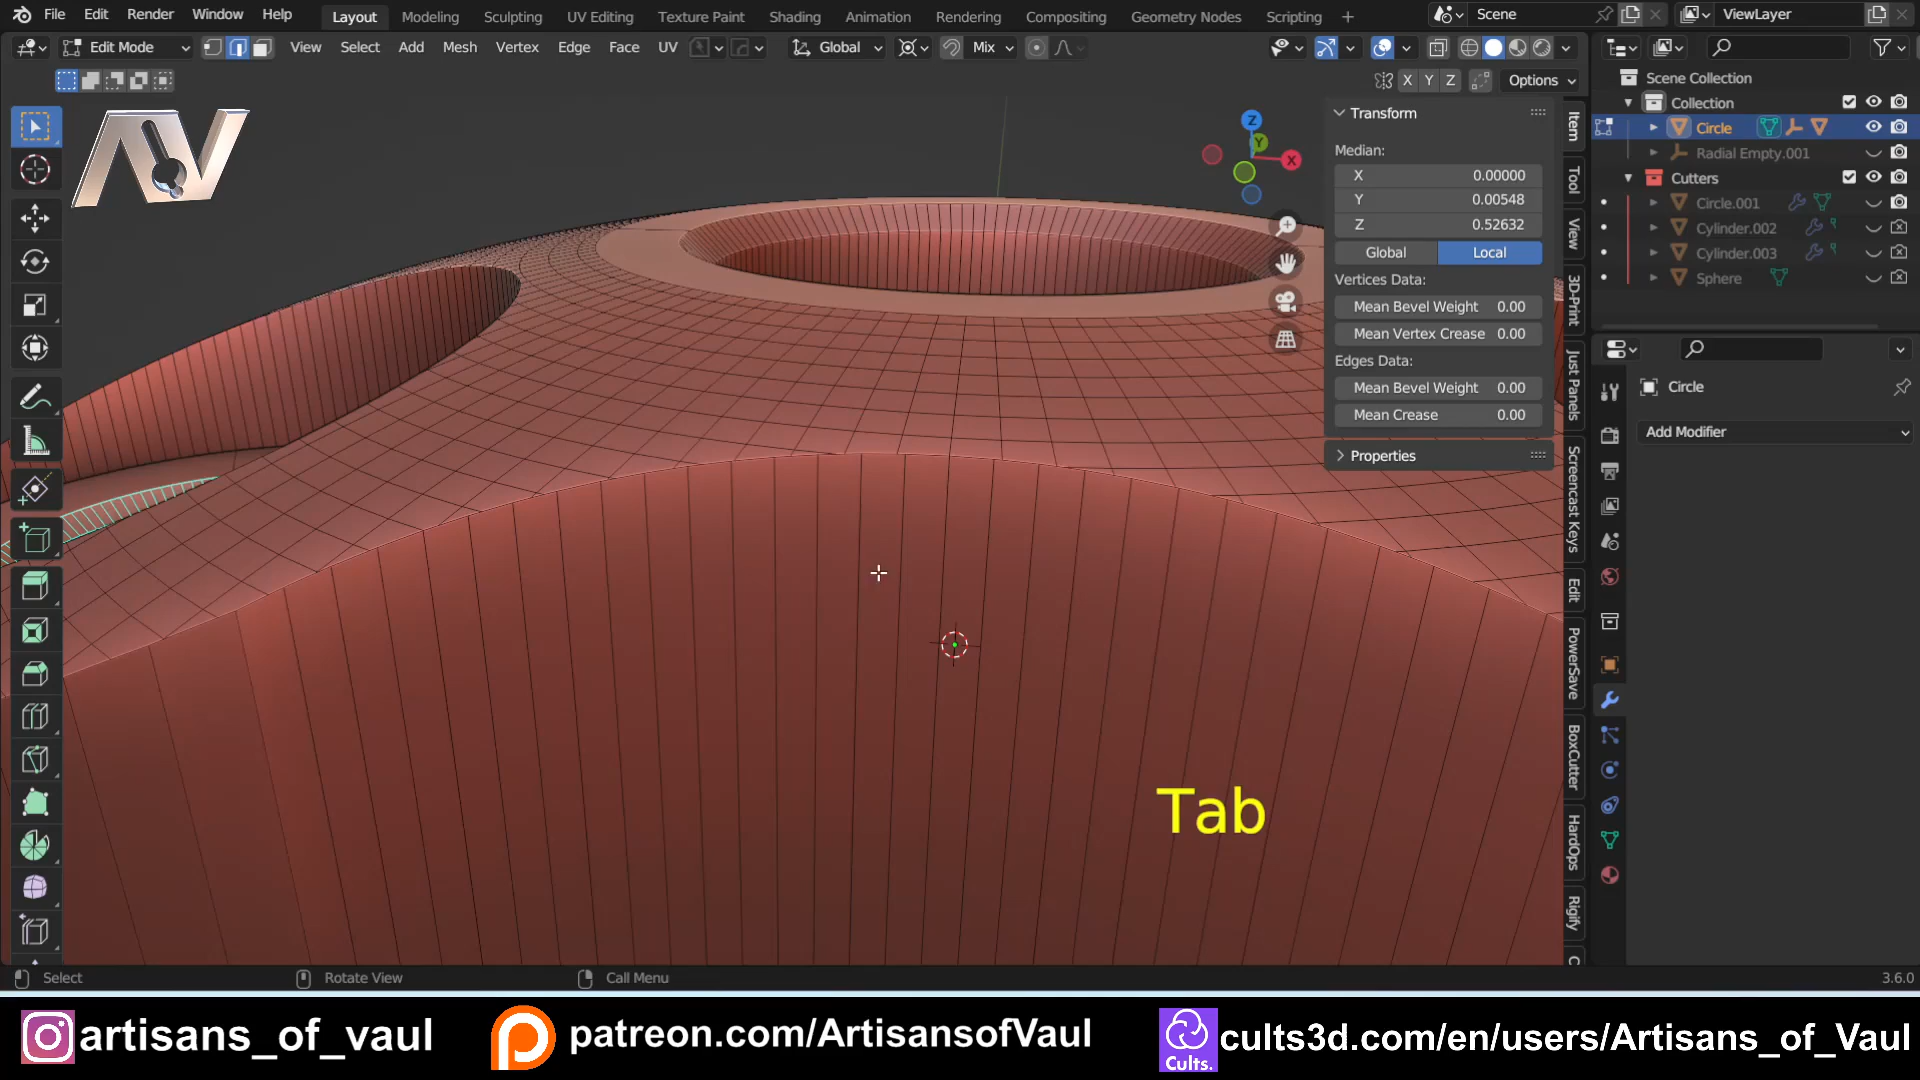 File Edit Render Window Help
Layout Modeling Sculpting UV Editing Texture Paint Shading Animation Rendering Compositing Geometry Nodes Scripting +
Scene
ViewLayer
Edit Mode
View Select Add Mesh Vertex Edge Face UV
Global
Mix
X Y Z
Options
Scene Collection
Collection
Circle
Radial Empty.001
Cutters
Circle.001
Cylinder.002
Cylinder.003
Sphere
AV
Z
Y
X
Transform
Median:
X 0.00000
Y 0.00548
Z 0.52632
Global Local
Vertices Data:
Mean Bevel Weight 0.00
Mean Vertex Crease 0.00
Edges Data:
Mean Bevel Weight 0.00
Mean Crease 0.00
Properties
Item
Tool
View
3D-Print
Just Panels
Screencast Keys
Edit
PowerSave
BoxCutter
HardOps
Rigify
C
Circle
Add Modifier
Tab
Select
Rotate View
Call Menu
3.6.0
artisans_of_vaul
patreon.com/ArtisansofVaul
Cults.
cults3d.com/en/users/Artisans_of_Vaul